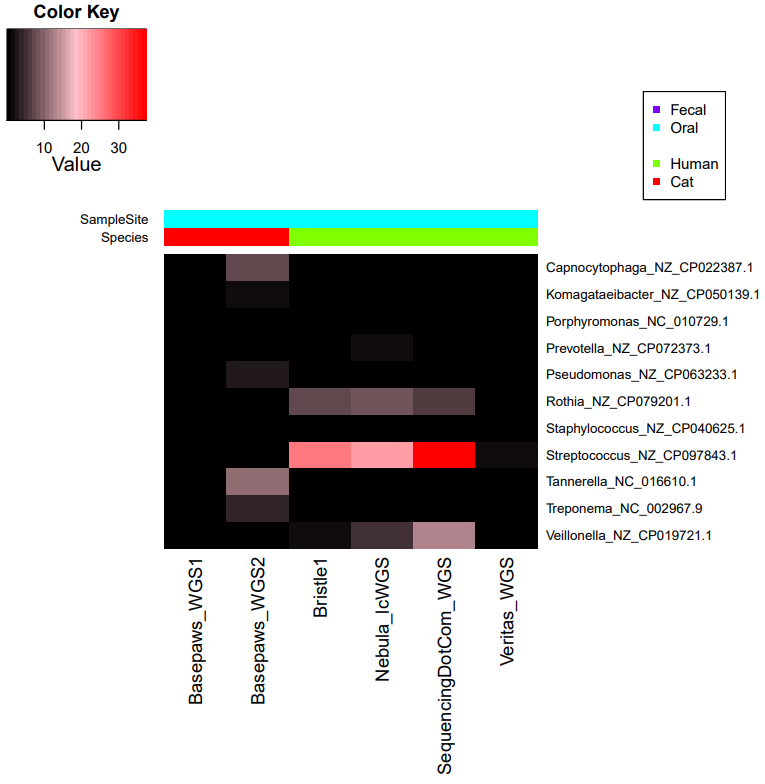 Color Key
10 20 30
Value
Fecal
Oral
Human
Cat
SampleSite
Species
Capnocytophaga_NZ_CP022387.1
Komagataeibacter_NZ_CP050139.1
Porphyromonas_NC_010729.1
Prevotella_NZ_CP072373.1
Pseudomonas_NZ_CP063233.1
Rothia_NZ_CP079201.1
Staphylococcus_NZ_CP040625.1
Streptococcus_NZ_CP097843.1
Tannerella_NC_016610.1
Treponema_NC_002967.9
Veillonella_NZ_CP019721.1
Basepaws_WGS1
Basepaws_WGS2
Bristle1
Nebula_lcWGS
SequencingDotCom_WGS
Veritas_WGS